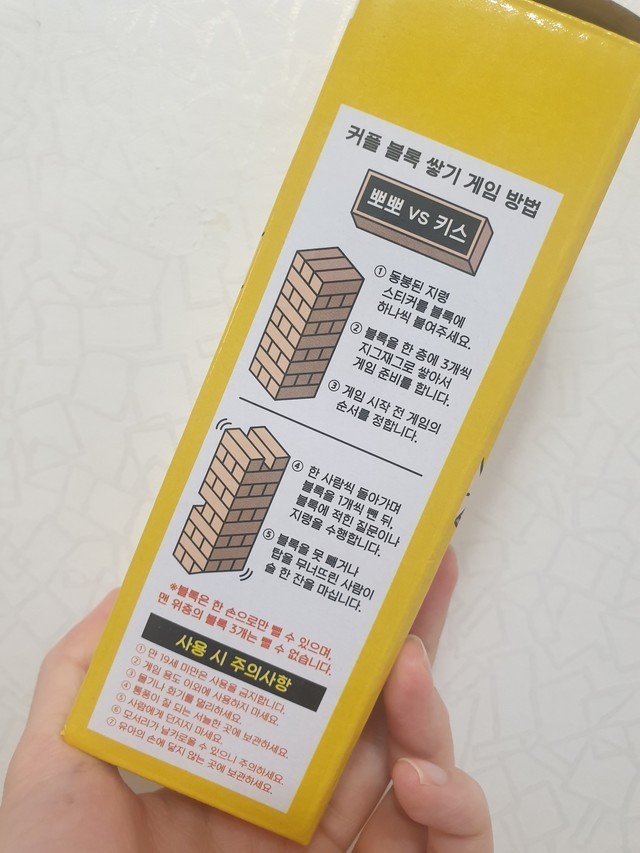 커플 블록 쌓기 게임 방법
뽀뽀 vs 키스
① 동봉된 지령
스티커를 블록에
하나씩 붙여주세요.
② 블록을 한 층에 3개씩
지그재그로 쌓아서
게임 준비를 합니다.
③ 게임 시작 전 게임의
순서를 정합니다.
④ 한 사람씩 돌아가며
블록을 1개씩 뺀 뒤,
블록에 적힌 질문이나
지령을 수행합니다.
⑤ 블록을 못 빼거나
탑을 무너뜨린 사람이
술 한 잔을 마십니다.
*블록은 한 손으로만 뺄 수 있으며,
맨 위층의 블록 3개는 뺄 수 없습니다.
사용 시 주의사항
① 만 19세 미만은 사용을 금지합니다.
② 게임 용도 이외에 사용하지 마세요.
③ 물기나 화기를 멀리하세요.
④ 통풍이 잘 되는 서늘한 곳에 보관하세요.
⑤ 사람에게 던지지 마세요.
⑥ 모서리가 날카로울 수 있으니 주의하세요.
⑦ 유아의 손에 닿지 않는 곳에 보관하세요.